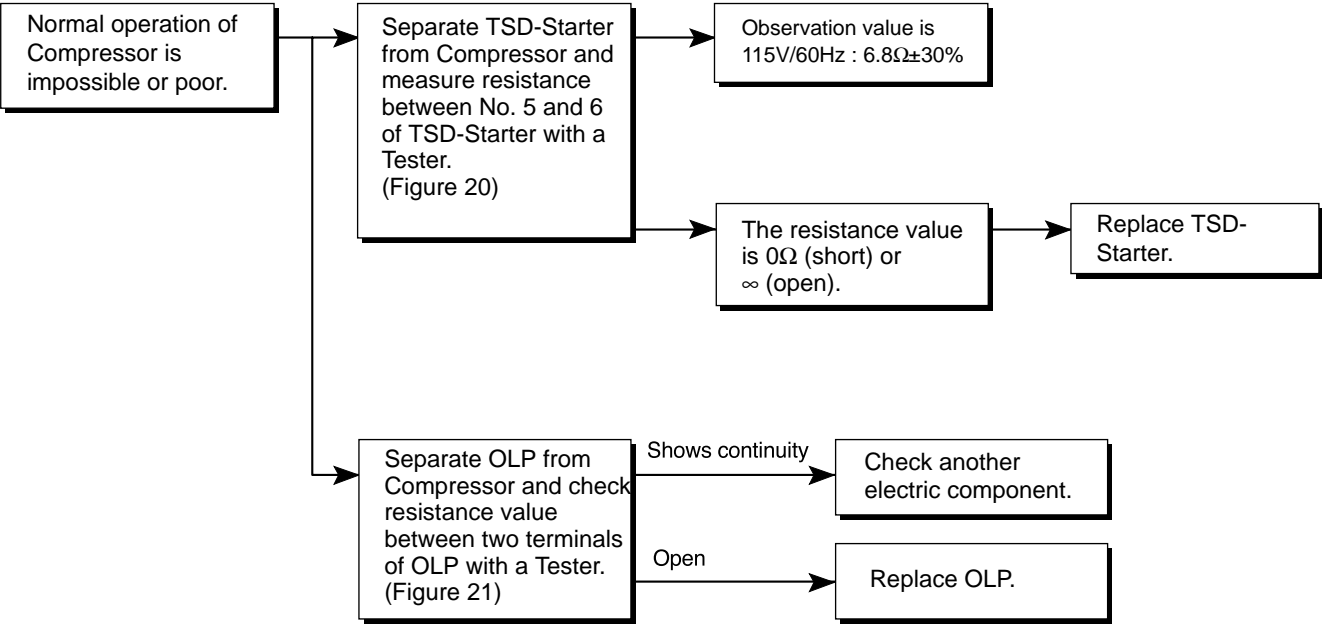 Normal operation of
Compressor is
impossible or poor.
Separate TSD-Starter
from Compressor and
measure resistance
between No. 5 and 6
of TSD-Starter with a
Tester.
(Figure 20)
Observation value is
115V/60Hz : 6.8Ω±30%
The resistance value
is 0Ω (short) or
∞ (open).
Replace TSD-
Starter.
Separate OLP from
Compressor and check
resistance value
between two terminals
of OLP with a Tester.
(Figure 21)
Shows continuity
Check another
electric component.
Open
Replace OLP.